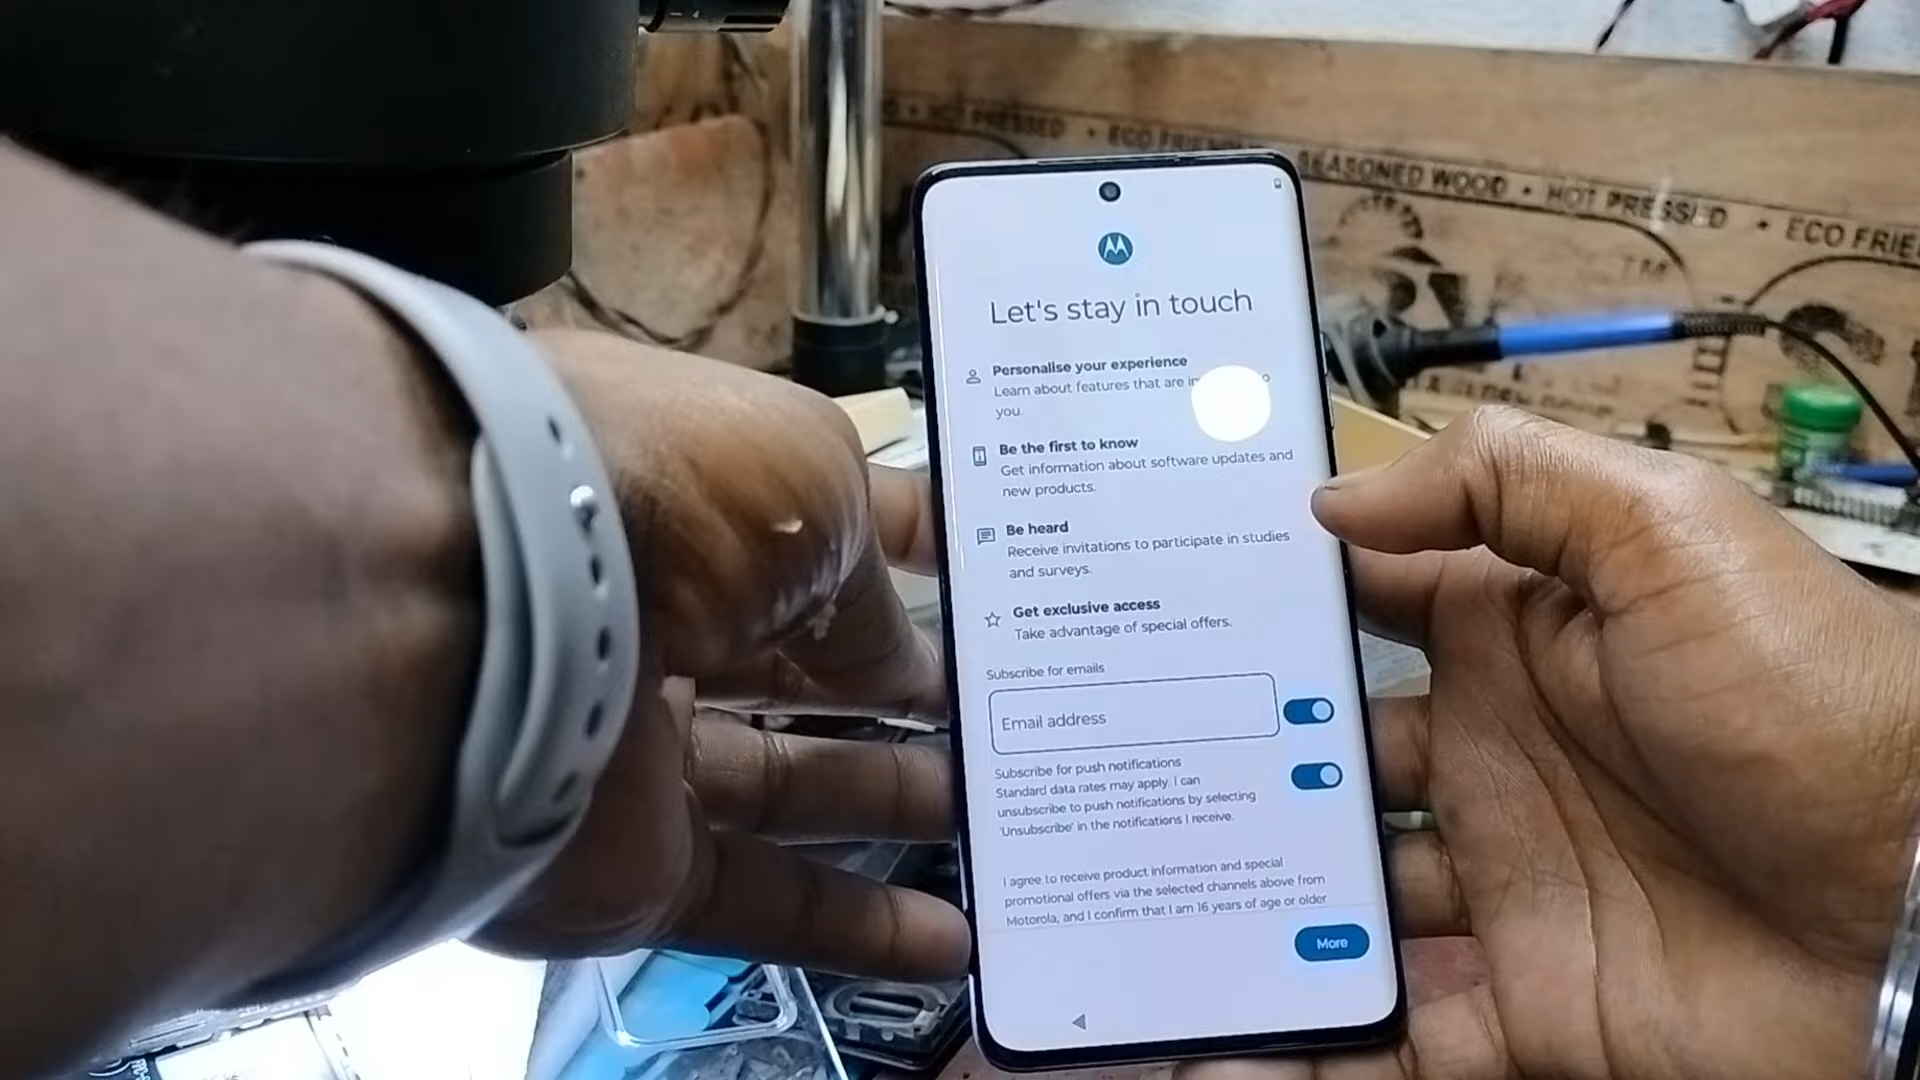 HOT PRESSED • ECO FRIEN
SEASONED WOOD • HOT PRESSED • ECO FRIE
TM
Let's stay in touch
Personalise your experience
Learn about features that are
you.
Be the first to know
Get information about software updates and
new products.
Be heard
Receive invitations to participate in studies
and surveys.
Get exclusive access
Take advantage of special offers.
Subscribe for emails
Email address
Subscribe for push notifications
Standard data rates may apply. I can
unsubscribe to push notifications by selecting
'Unsubscribe' in the notifications I receive.
I agree to receive product information and special
promotional offers via the selected channels above from
Motorola, and I confirm that I am 16 years of age or older
More